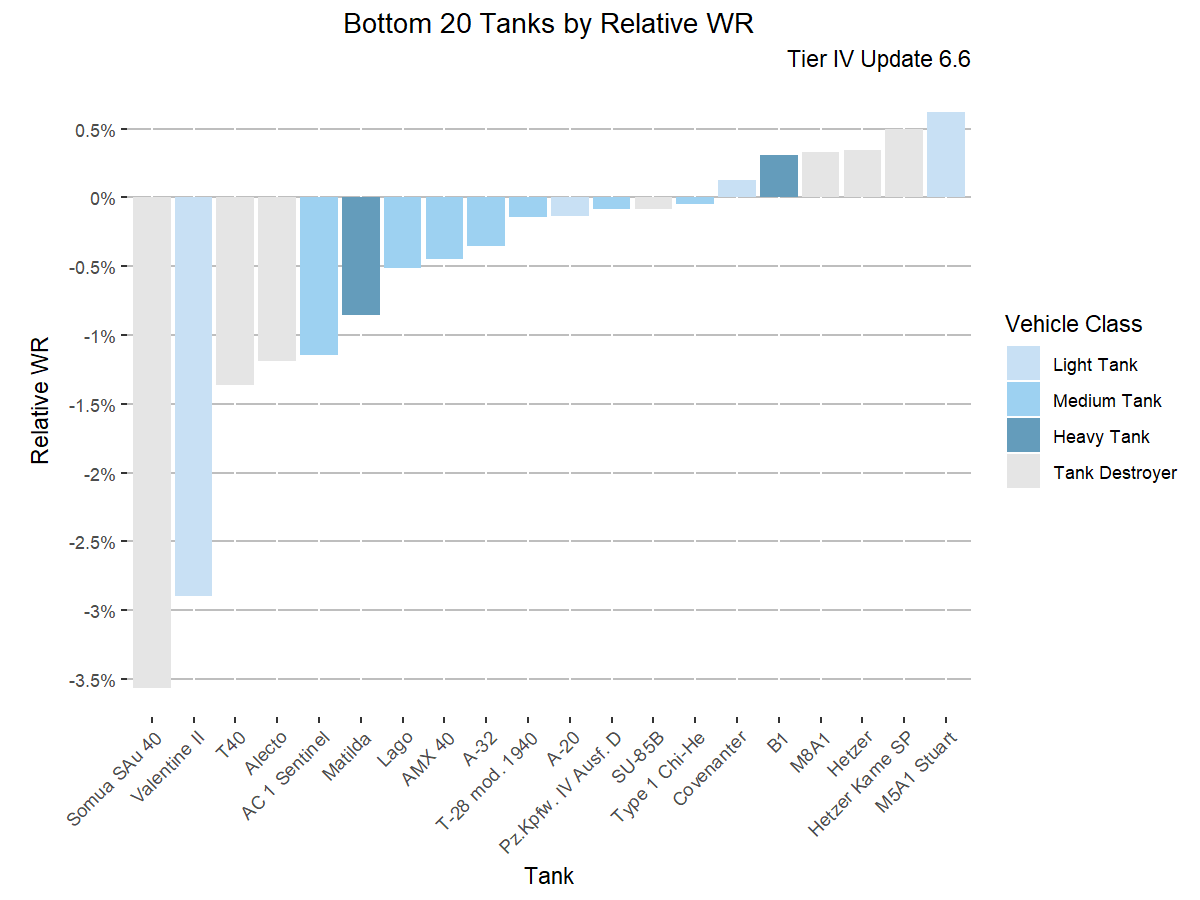 Bottom 20 Tanks by Relative WR
Tier IV Update 6.6
Relative WR
0.5%
0%
-0.5%
-1%
-1.5%
-2%
-2.5%
-3%
-3.5%
Somua SAu 40
Valentine II
T40
Alecto
AC 1 Sentinel
Matilda
Lago
AMX 40
A-32
T-28 mod. 1940
A-20
Pz.Kpfw. IV Ausf. D
SU-85B
Type 1 Chi-He
Covenanter
B1
M8A1
Hetzer
Hetzer Kame SP
M5A1 Stuart
Tank
Vehicle Class
Light Tank
Medium Tank
Heavy Tank
Tank Destroyer